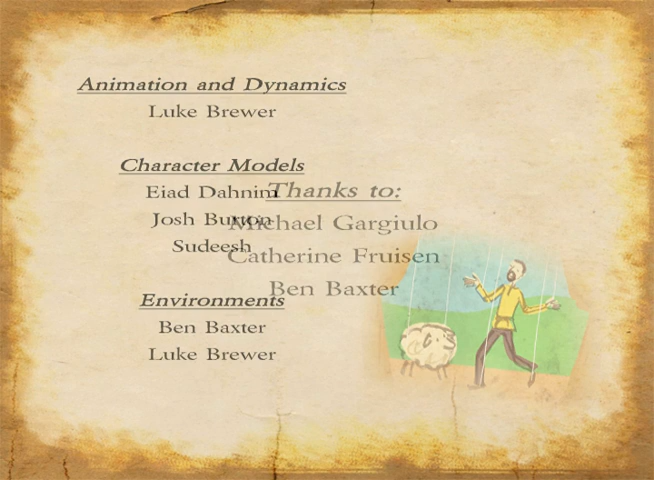 Animation and Dynamics
Luke Brewer
Character Models
Eiad Dahnim
Josh Burton
Sudeesh
Environments
Ben Baxter
Luke Brewer
Thanks to:
Michael Gargiulo
Catherine Fruisen
Ben Baxter